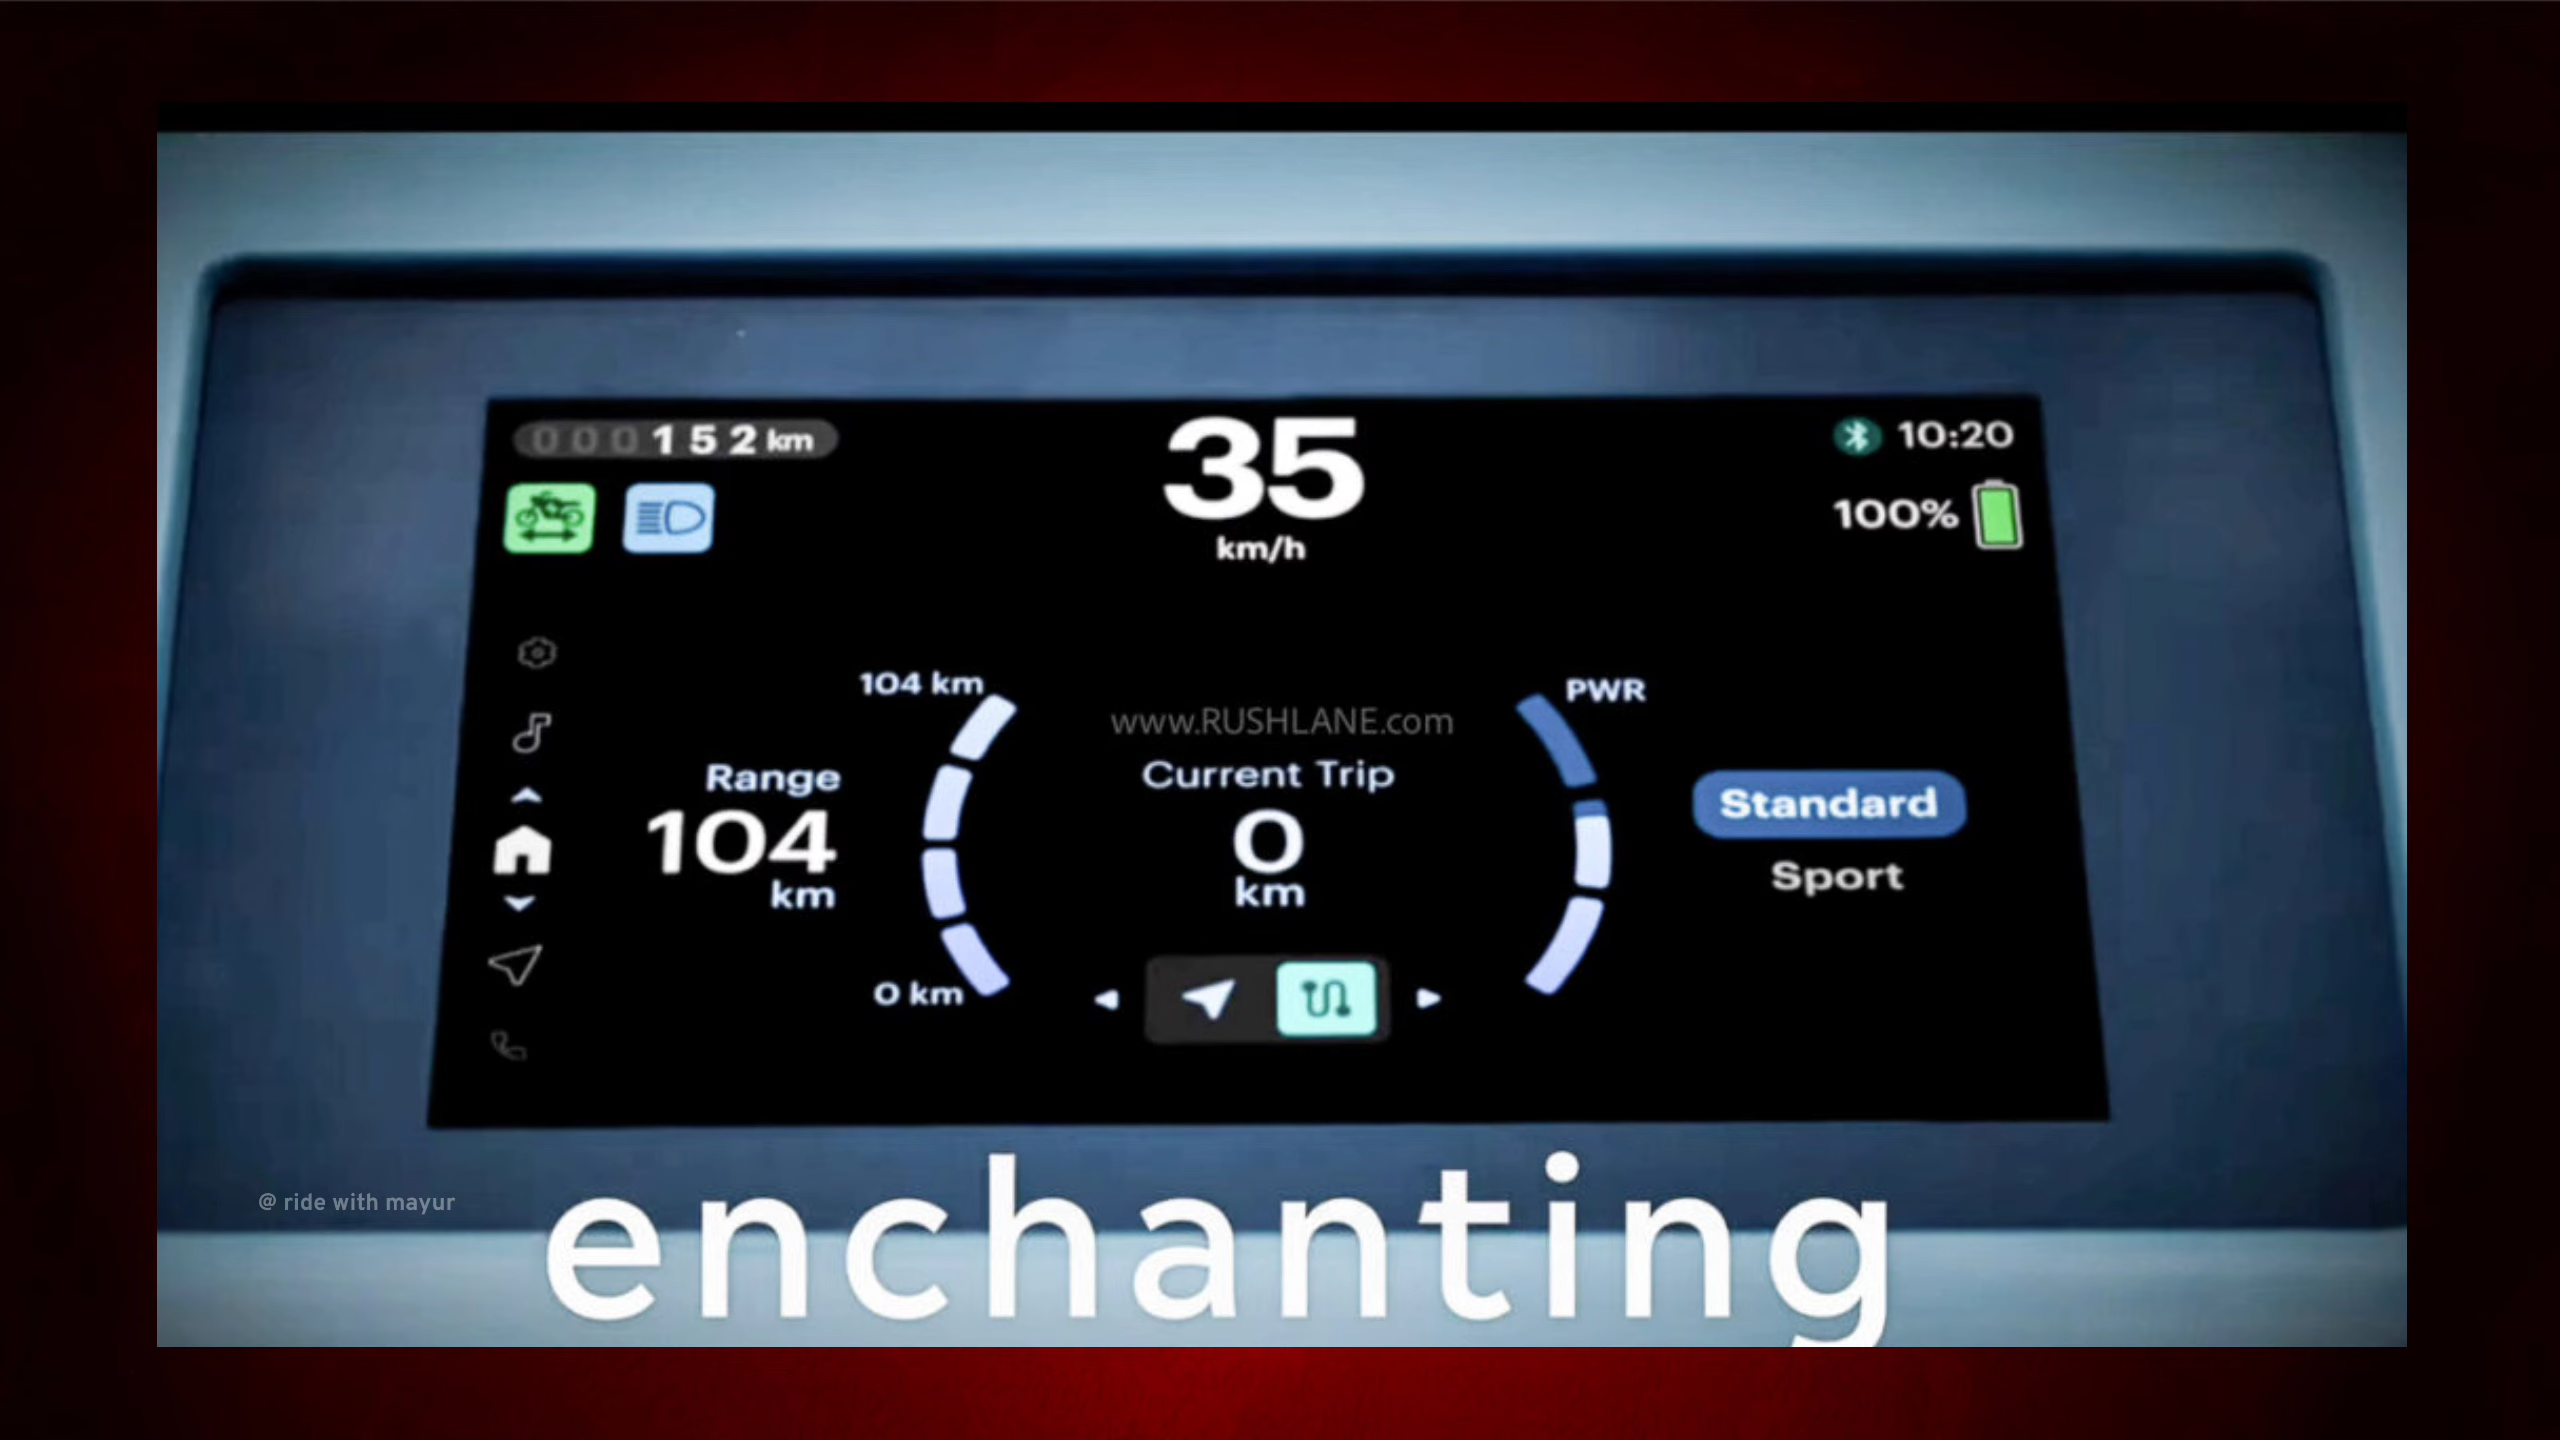 000152 km
35
km/h
10:20
100%
104 km
PWR
www.RUSHLANE.com
Current Trip
Range
104
km
0
km
Standard
Sport
0 km
@ ride with mayur
enchanting